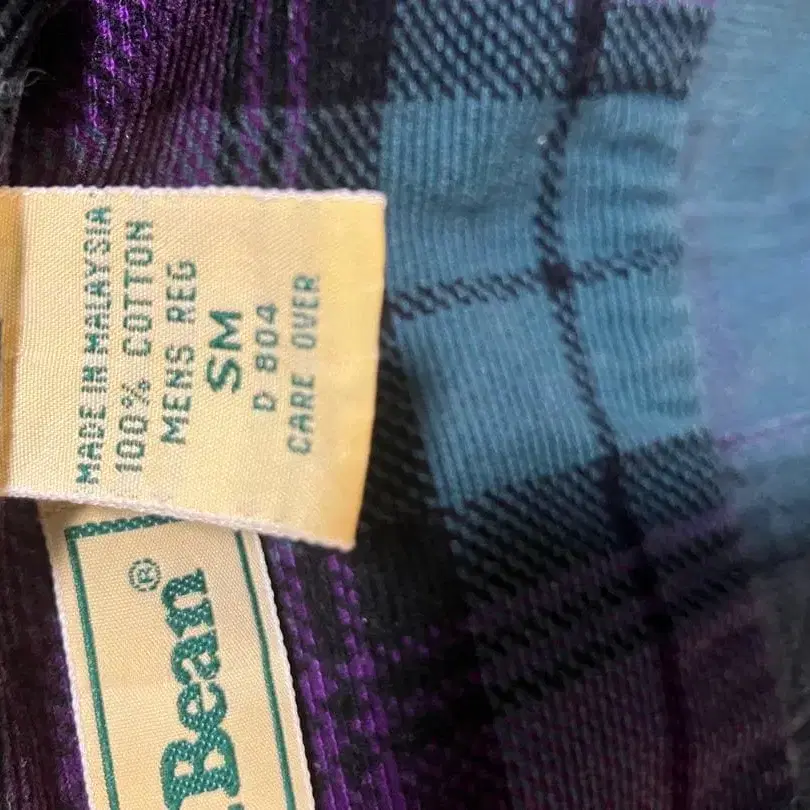 MADE IN MALAYSIA
100% COTTON
MENS REG
SM
D 804
CARE OVER
Bean®